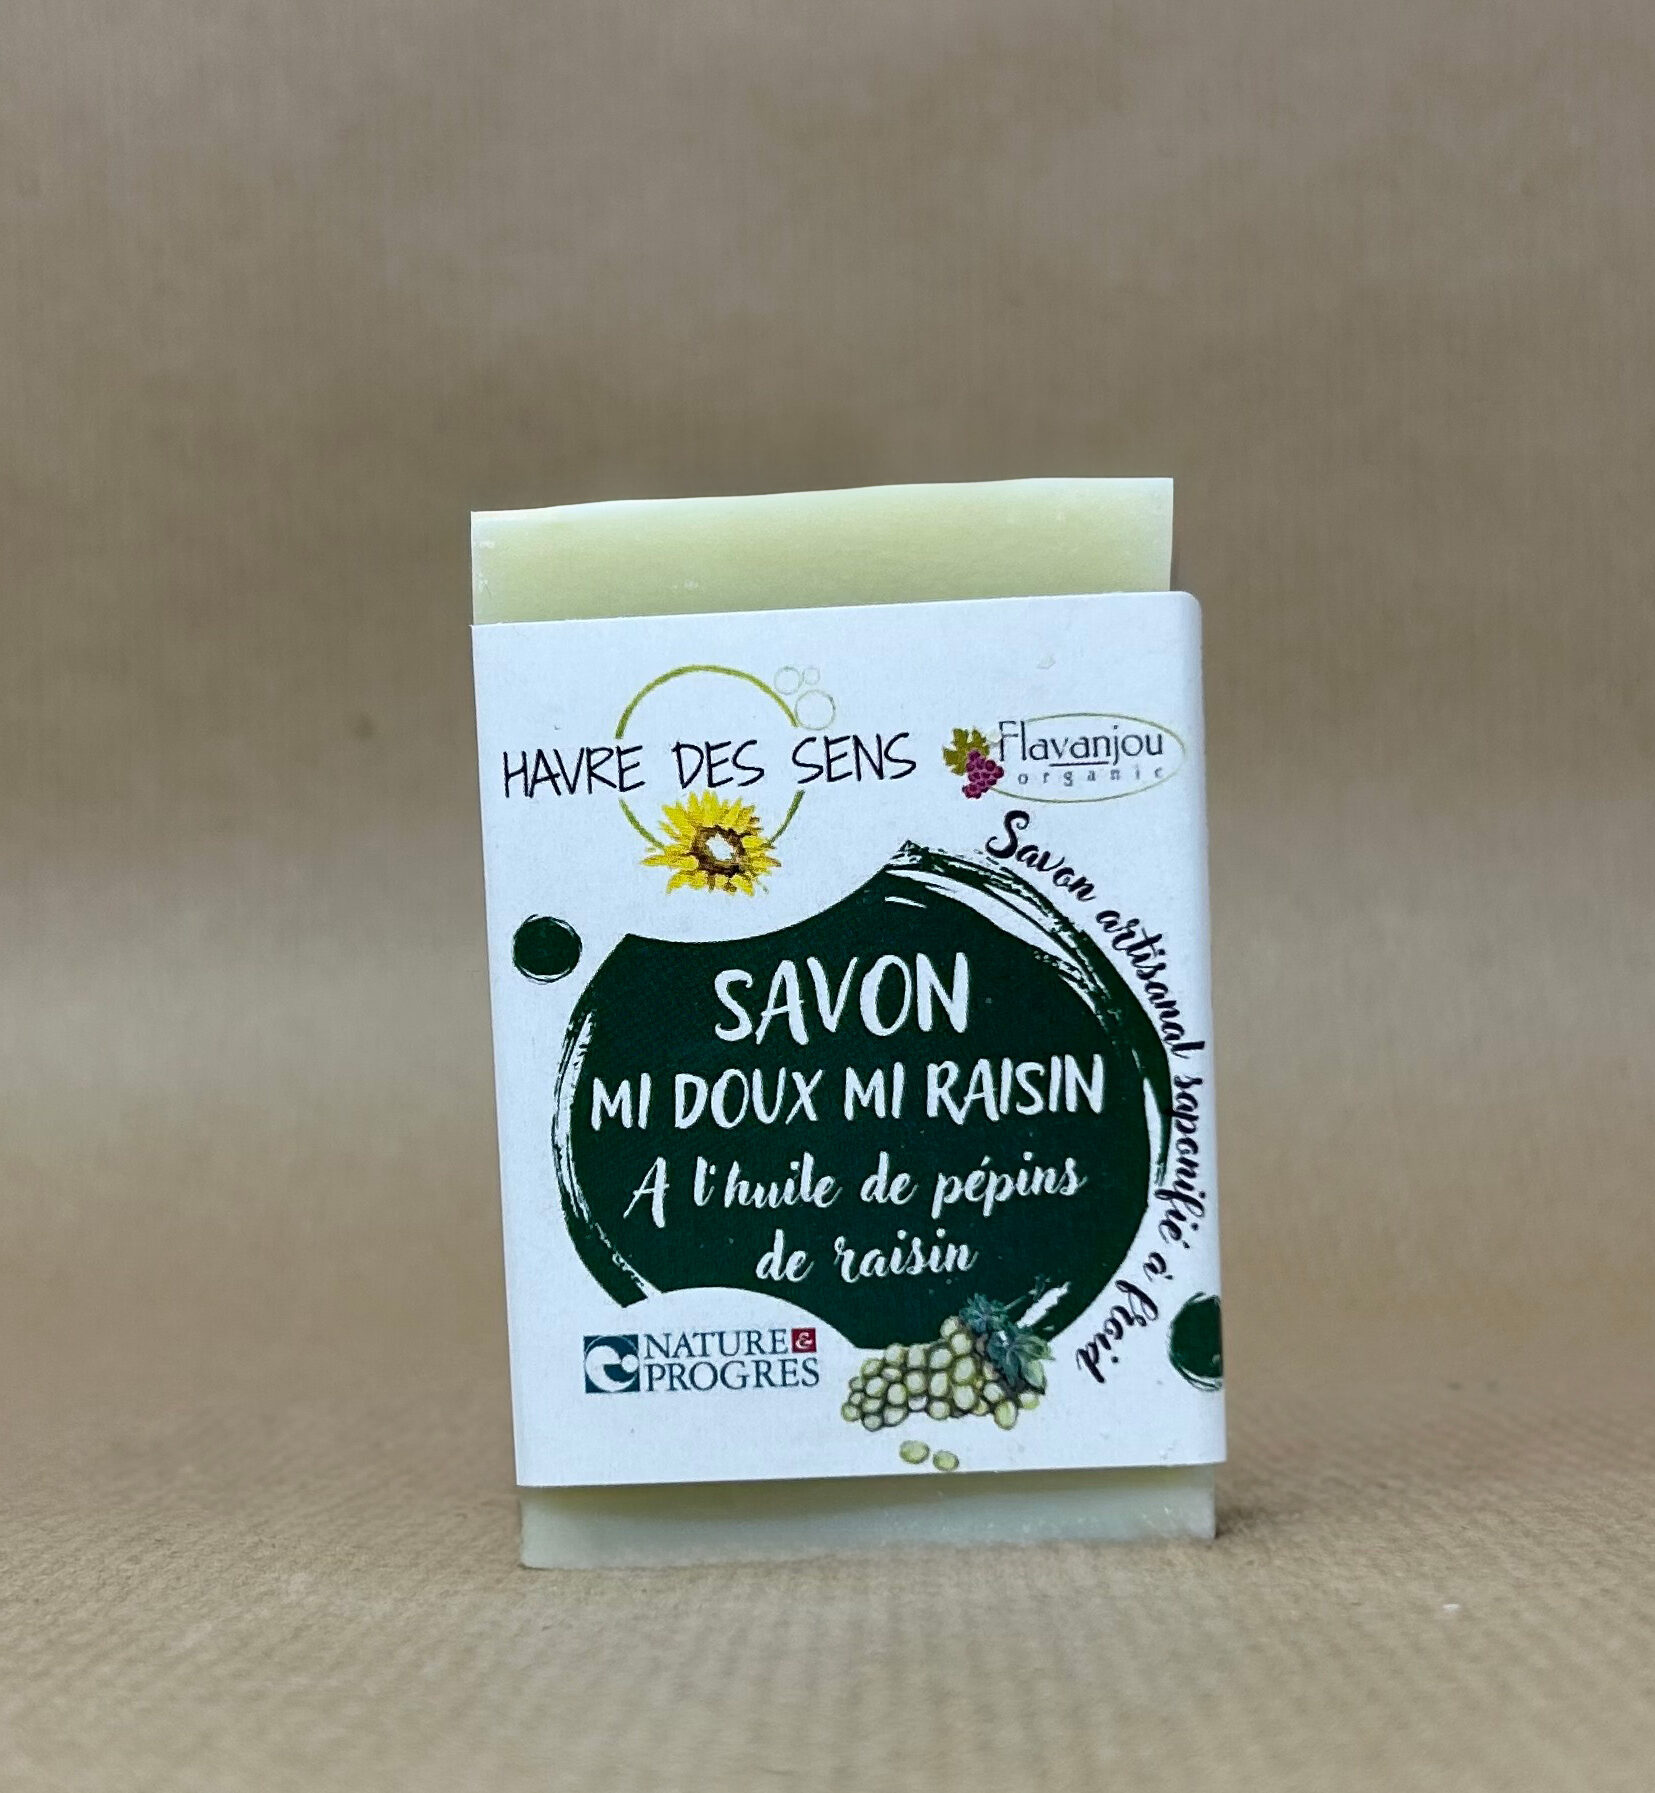 HAVRE DES SENS
Flavanjou
organic
Savon artisanal saponifié à froid
SAVON
MI DOUX MI RAISIN
A l'huile de pépins
de raisin
NATURE &
PROGRES